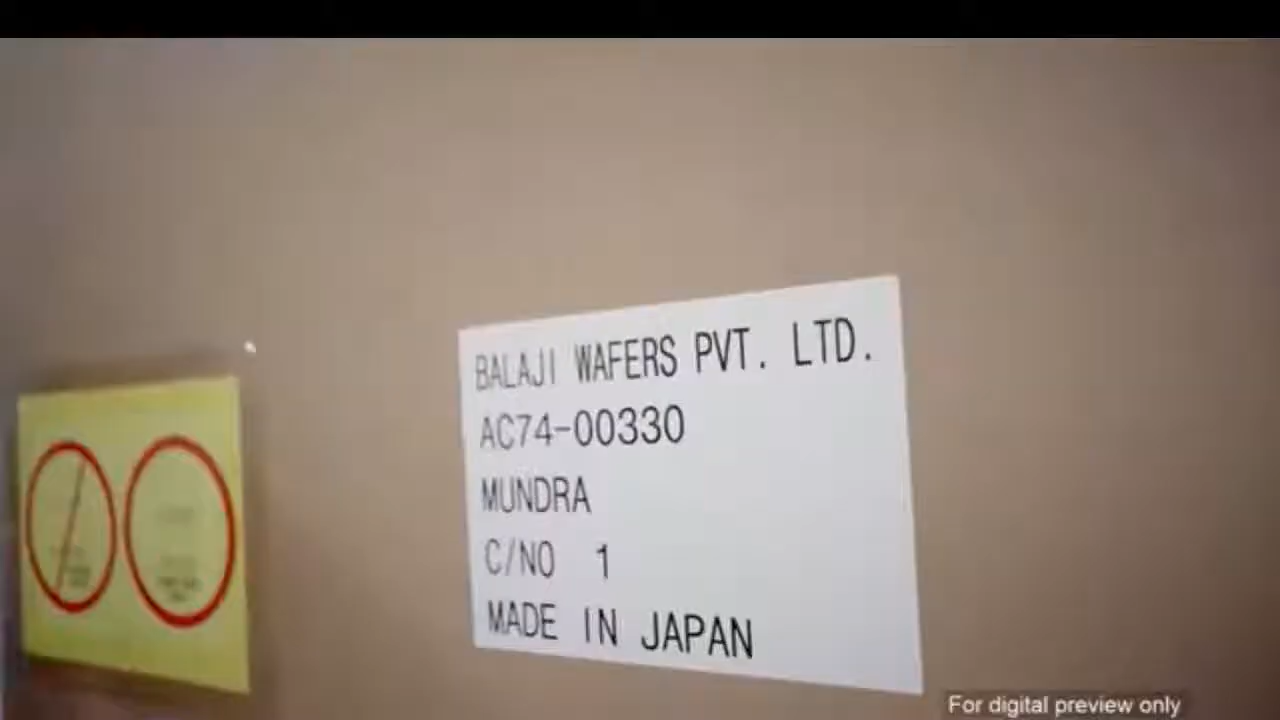 BALAJI WAFERS PVT. LTD.
AC74-00330
MUNDRA
C/NO 1
MADE IN JAPAN
For digital preview only